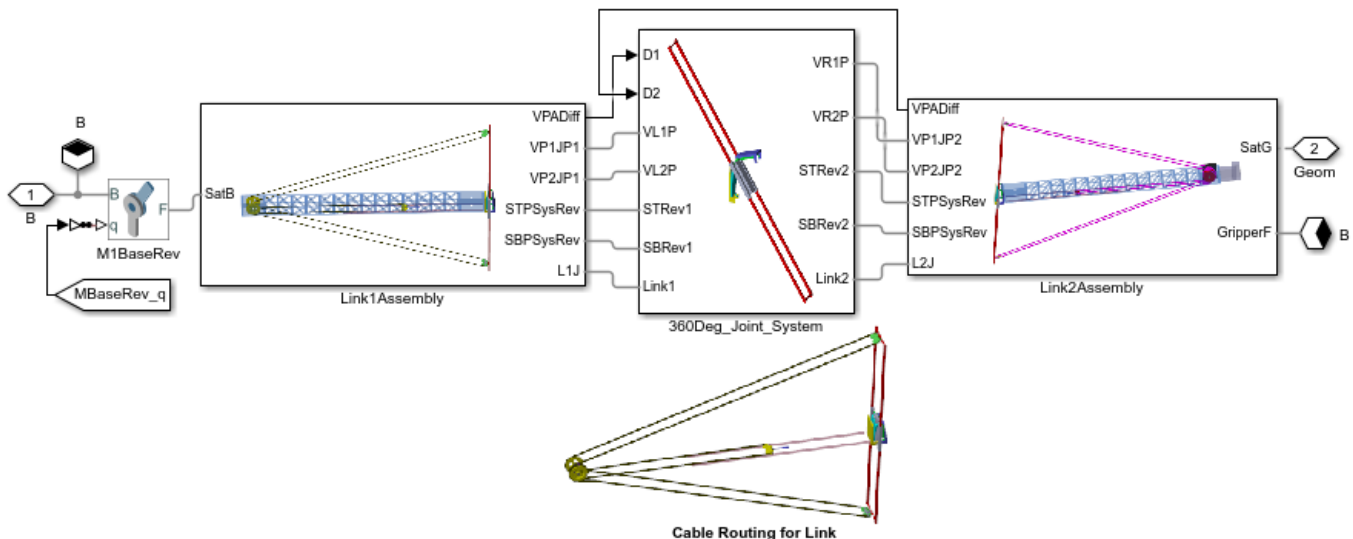 B
1
B
B
F
q
M1BaseRev
MBaseRev_q
SatB
VPADiff
VP1JP1
VP2JP1
STPSysRev
SBPSysRev
L1J
Link1Assembly
D1
D2
VL1P
VL2P
STRev1
SBRev1
Link1
VR1P
VR2P
STRev2
SBRev2
Link2
360Deg_Joint_System
VPADiff
VP1JP2
VP2JP2
STPSysRev
SBPSysRev
L2J
SatG
GripperF
Link2Assembly
2
Geom
B
Cable Routing for Link